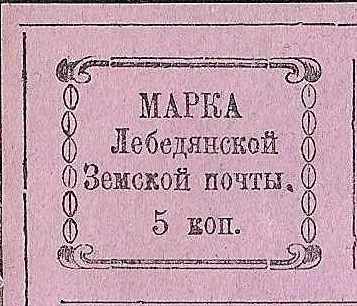 МАРКА
Лебедянской
Земской почты.
5 коп.